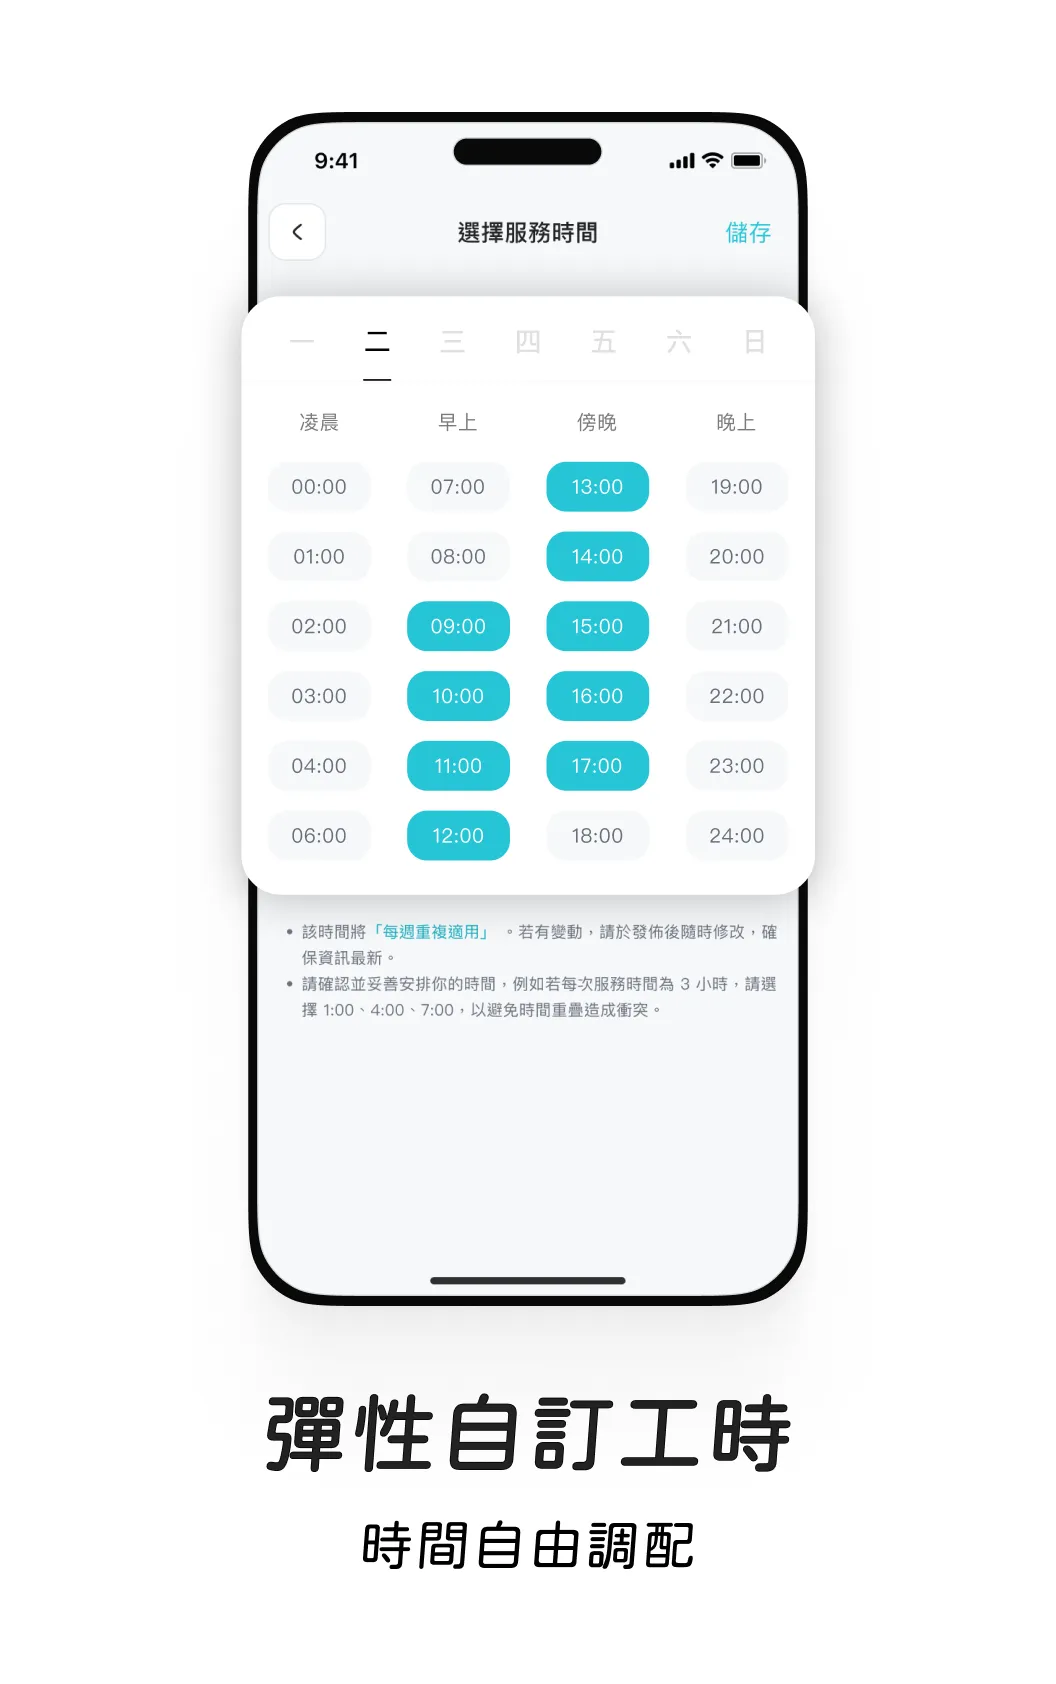 9:41
選擇服務時間
儲存
一 二 三 四 五 六 日
凌晨 早上 傍晚 晚上
00:00 07:00 13:00 19:00
01:00 08:00 14:00 20:00
02:00 09:00 15:00 21:00
03:00 10:00 16:00 22:00
04:00 11:00 17:00 23:00
06:00 12:00 18:00 24:00
• 該時間將「每週重複適用」 。若有變動，請於發佈後隨時修改，確
保資訊最新。
• 請確認並妥善安排你的時間，例如若每次服務時間為 3 小時，請選
擇 1:00、4:00、7:00，以避免時間重疊造成衝突。
彈性自訂工時
時間自由調配